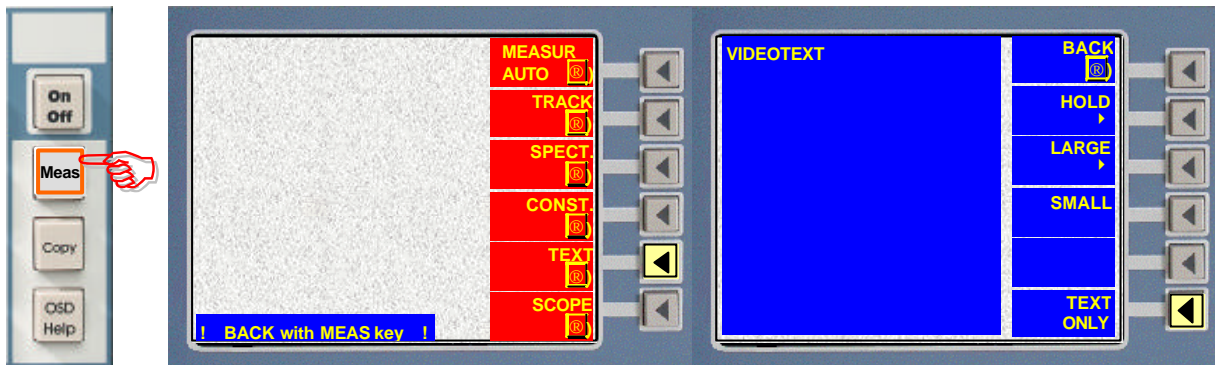 On
Off
Meas
Copy
OSD
Help
MEASUR
AUTO ®)
TRACK
®)
SPECT.
®)
CONST.
®)
TEXT
®)
SCOPE
®)
! BACK with MEAS key !
VIDEOTEXT
BACK
®)
HOLD
LARGE
SMALL
TEXT
ONLY